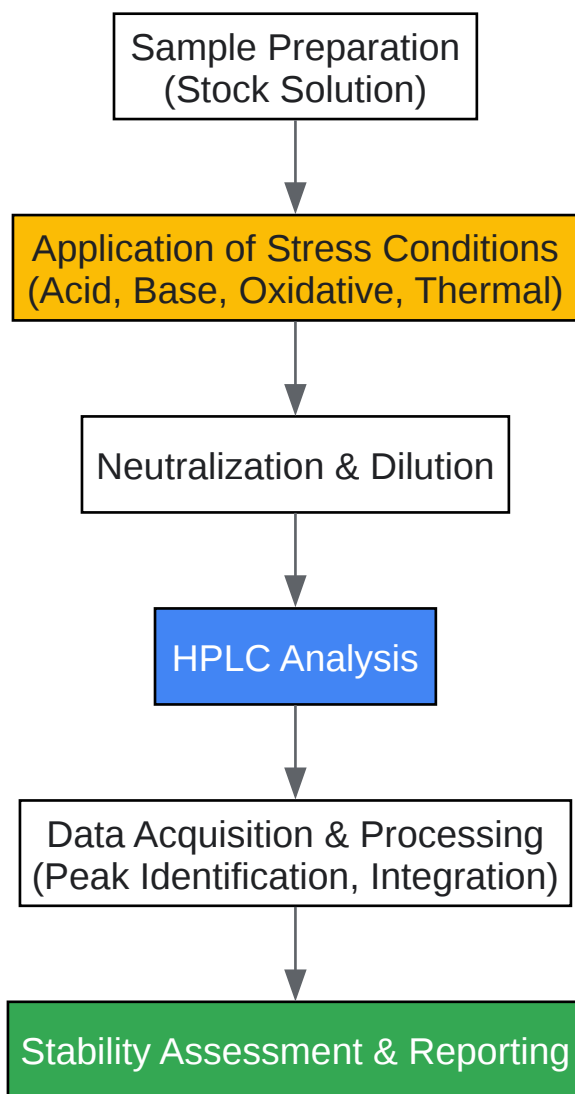 Sample Preparation
(Stock Solution)
Application of Stress Conditions
(Acid, Base, Oxidative, Thermal)
Neutralization & Dilution
HPLC Analysis
Data Acquisition & Processing
(Peak Identification, Integration)
Stability Assessment & Reporting